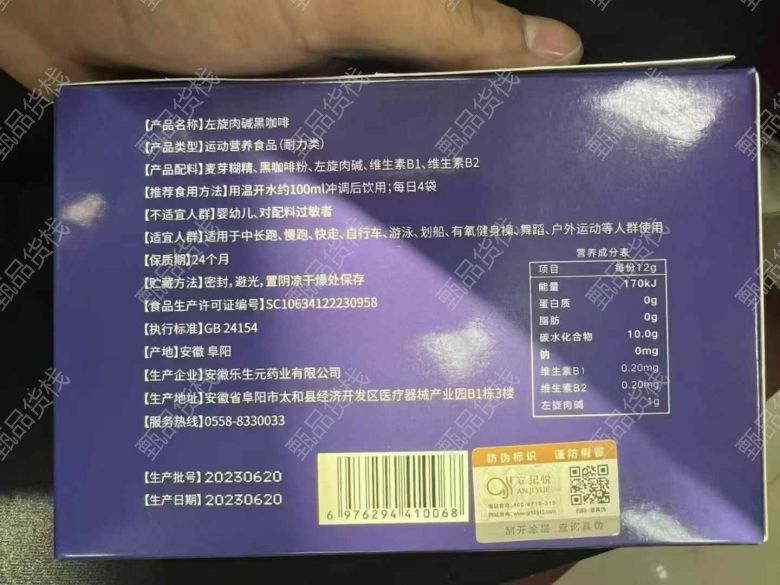 【产品名称】左旋肉碱黑咖啡
【产品类型】运动营养食品(耐力类)
【产品配料】麦芽糊精、黑咖啡粉、左旋肉碱、维生素B1、维生素B2
【推荐食用方法】用温开水约100ml冲调后饮用;每日4袋
【不适宜人群】婴幼儿、对配料过敏者
【适宜人群】适用于中长跑、慢跑、快走、自行车、游泳、划船、有氧健身操、舞蹈、户外运动等人群使用
【保质期】24个月
【贮藏方法】密封,避光,置阴凉干燥处保存
【食品生产许可证编号】SC10634122230958
【执行标准】GB 24154
【产地】安徽 阜阳
【生产企业】安徽乐生元药业有限公司
【生产地址】安徽省阜阳市太和县经济开发区医疗器械产业园B1栋3楼
【服务热线】0558-8330033
【生产批号】20230620
【生产日期】20230620
营养成分表
项目 每份12g
能量 170kJ
蛋白质 0g
脂肪 0g
碳水化合物 10.0g
钠 0mg
维生素B1 0.20mg
维生素B2 0.20mg
左旋肉碱 1g
6 976294 410068
防伪标识 谨防假冒
安纪悦
ANJIYUE
扫码 查真伪
刮开涂层 查询真伪
甄品货栈